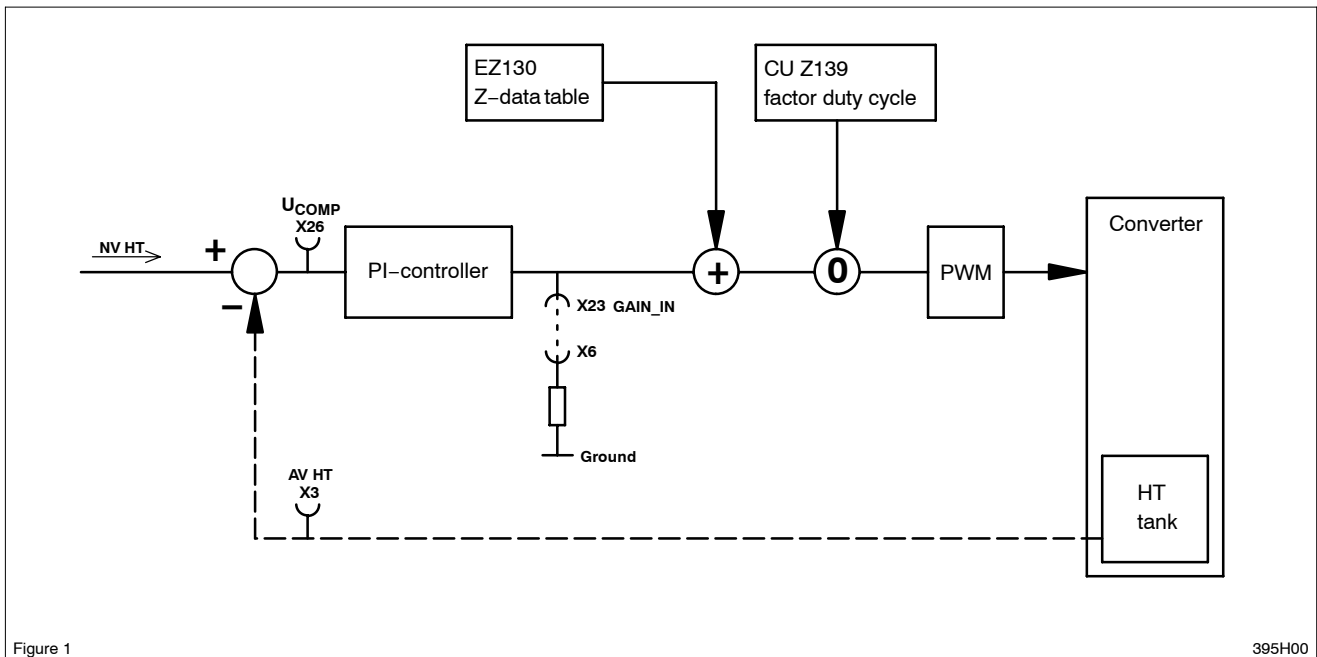 EZ130
Z−data table
CU Z139
factor duty cycle
UCOMP
X26
NV HT
+
−
PI−controller
+
0
PWM
Converter
X23 GAIN_IN
X6
Ground
AV HT
X3
HT
tank
Figure 1
395H00